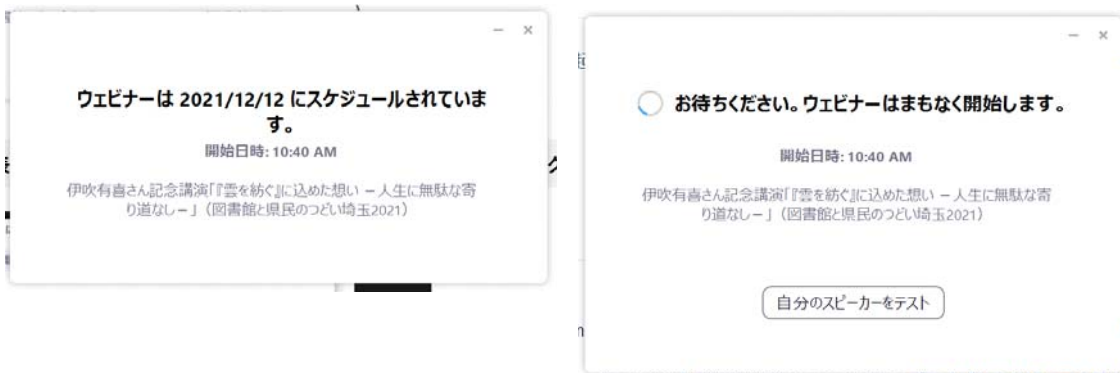 ウェビナーは 2021/12/12 にスケジュールされていま
す。
開始日時: 10:40 AM
伊吹有喜さん記念講演「『雲を紡ぐ』に込めた想い －人生に無駄な寄
り道なし－」（図書館と県民のつどい埼玉2021）
お待ちください。ウェビナーはまもなく開始します。
開始日時: 10:40 AM
伊吹有喜さん記念講演「『雲を紡ぐ』に込めた想い －人生に無駄な寄
り道なし－」（図書館と県民のつどい埼玉2021）
自分のスピーカーをテスト